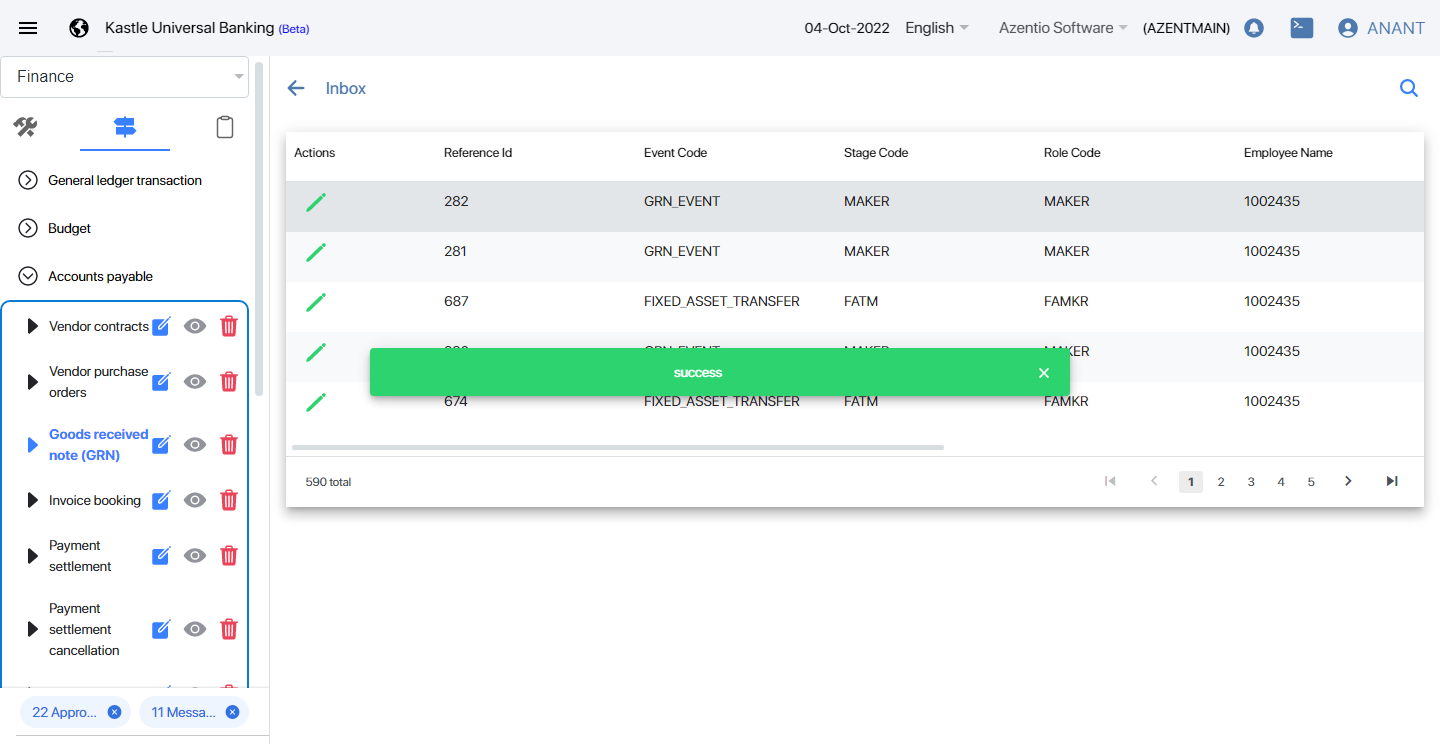 Kastle Universal Banking (Beta)
04-Oct-2022 English Azentio Software (AZENTMAIN) ANANT
Finance
General ledger transaction
Budget
Accounts payable
Vendor contracts
Vendor purchase
orders
Goods received
note (GRN)
Invoice booking
Payment
settlement
Payment
settlement
cancellation
22 Appro... 11 Messa...
Inbox
Actions Reference Id Event Code Stage Code Role Code Employee Name
282 GRN_EVENT MAKER MAKER 1002435
281 GRN_EVENT MAKER MAKER 1002435
687 FIXED_ASSET_TRANSFER FATM FAMKR 1002435
GRN_EVENT MAKER MAKER 1002435
success
674 FIXED_ASSET_TRANSFER FATM FAMKR 1002435
590 total 1 2 3 4 5